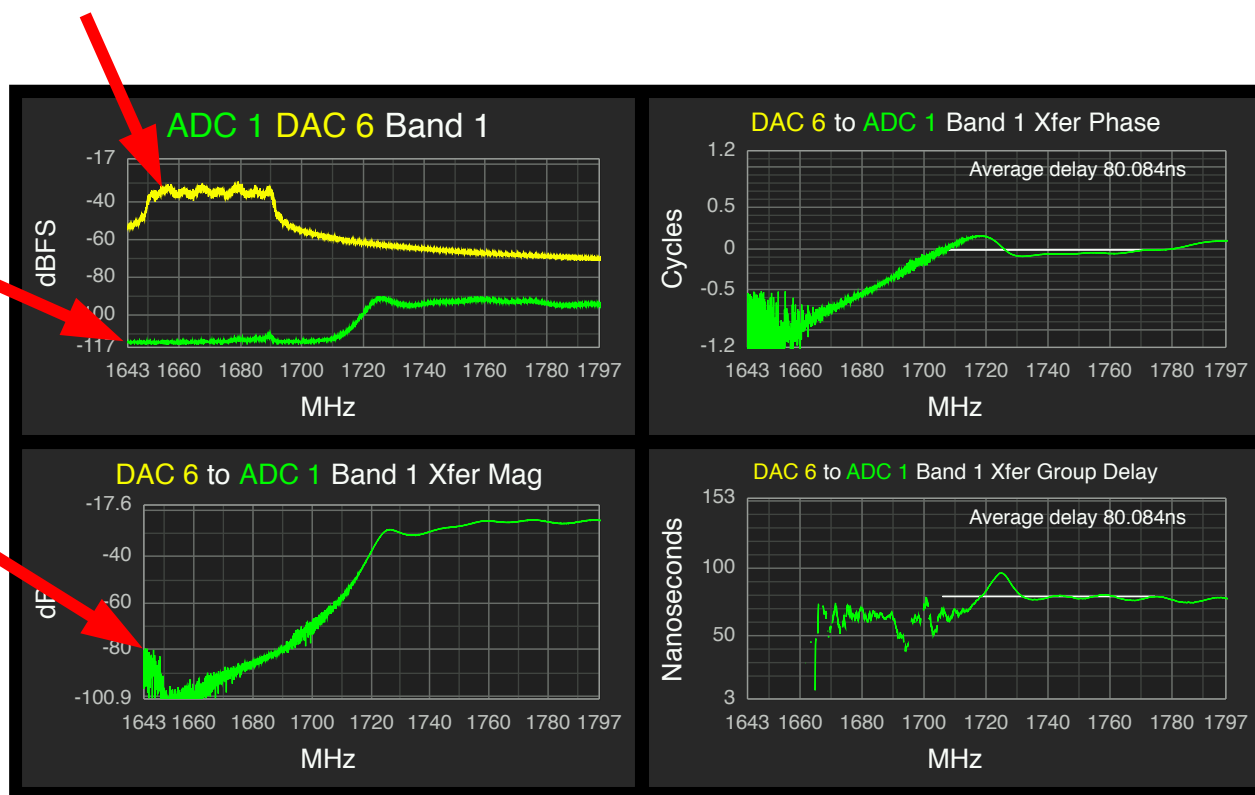 ADC 1 DAC 6 Band 1
-17
-40
-60
-80
-117
dBFS
1643 1660 1680 1700 1720 1740 1760 1780 1797
MHz
DAC 6 to ADC 1 Band 1 Xfer Phase
Average delay 80.084ns
1.2
0.5
0
-0.5
-1.2
Cycles
1643 1660 1680 1700 1720 1740 1760 1780 1797
MHz
DAC 6 to ADC 1 Band 1 Xfer Mag
-17.6
-40
-60
-80
-100.9
1643 1660 1680 1700 1720 1740 1760 1780 1797
MHz
DAC 6 to ADC 1 Band 1 Xfer Group Delay
Average delay 80.084ns
153
100
50
3
Nanoseconds
1643 1660 1680 1700 1720 1740 1760 1780 1797
MHz